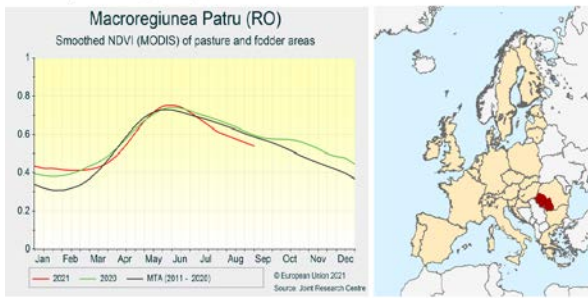 Macroregiunea Patru (RO)
Smoothed NDVI (MODIS) of pasture and fodder areas
1
0.8
0.6
0.4
0.2
0
Jan Feb Mar Apr May Jun Jul Aug Sep Oct Nov Dec
2021 2020 MTA (2011 - 2020)
© European Union 2021
Source: Joint Research Centre